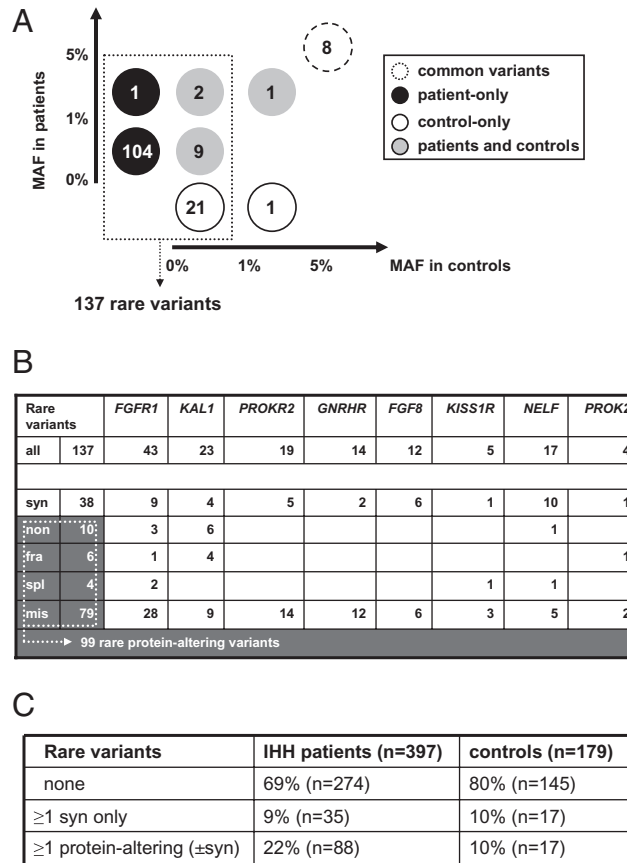 A
MAF in patients
5%
1%
0%
8
1 2 1
104 9
21 1
common variants
patient-only
control-only
patients and controls
0% 1% 5% MAF in controls
137 rare variants
B
Rare variants FGFR1 KAL1 PROKR2 GNRHR FGF8 KISS1R NELF PROK2
all 137 43 23 19 14 12 5 17 4
syn 38 9 4 5 2 6 1 10 1
non 10 3 6 1
fra 6 1 4 1
spl 4 2 1 1
mis 79 28 9 14 12 6 3 5 2
99 rare protein-altering variants
C
Rare variants IHH patients (n=397) controls (n=179)
none 69% (n=274) 80% (n=145)
≥1 syn only 9% (n=35) 10% (n=17)
≥1 protein-altering (±syn) 22% (n=88) 10% (n=17)